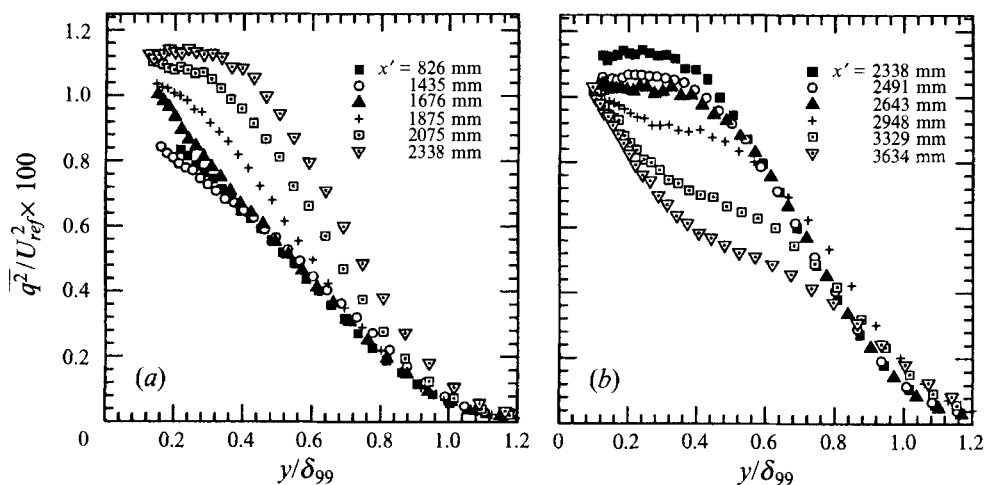 1.2
1.0
0.8
0.6
0.4
0.2
0
q²/U²ref × 100
x′ = 826 mm
1435 mm
1676 mm
1875 mm
2075 mm
2338 mm
(a)
0.2 0.4 0.6 0.8 1.0 1.2
y/δ99
x′ = 2338 mm
2491 mm
2643 mm
2948 mm
3329 mm
3634 mm
(b)
0 0.2 0.4 0.6 0.8 1.0 1.2
y/δ99